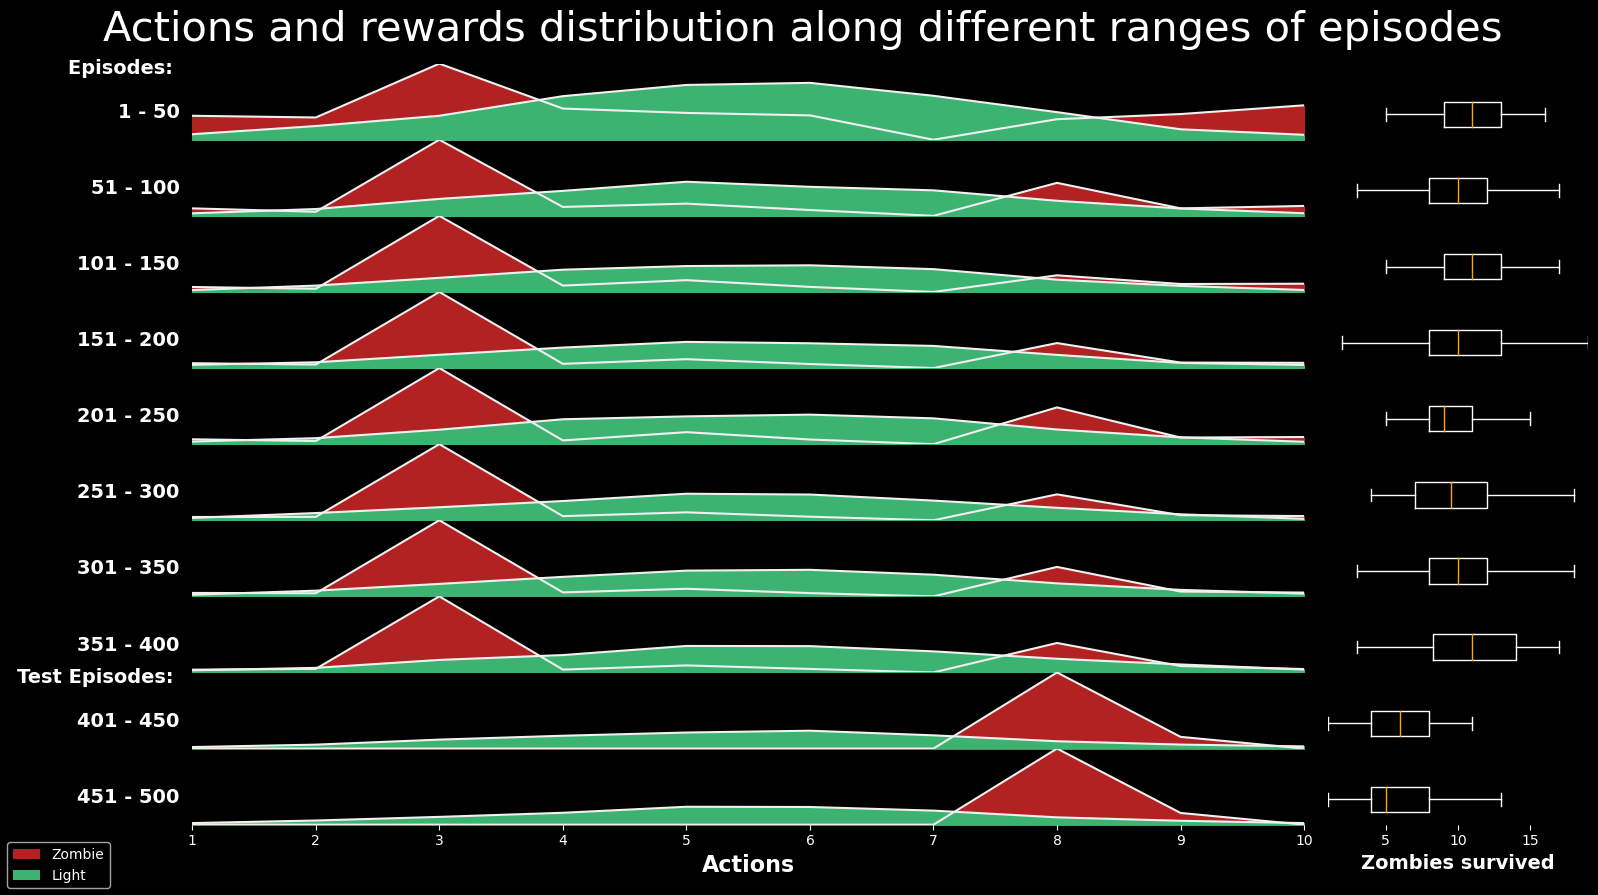 Actions and rewards distribution along different ranges of episodes
Episodes:
1 - 50
51 - 100
101 - 150
151 - 200
201 - 250
251 - 300
301 - 350
351 - 400
Test Episodes:
401 - 450
451 - 500
1 2 3 4 5 6 7 8 9 10
5 10 15
Actions
Zombies survived
Zombie
Light